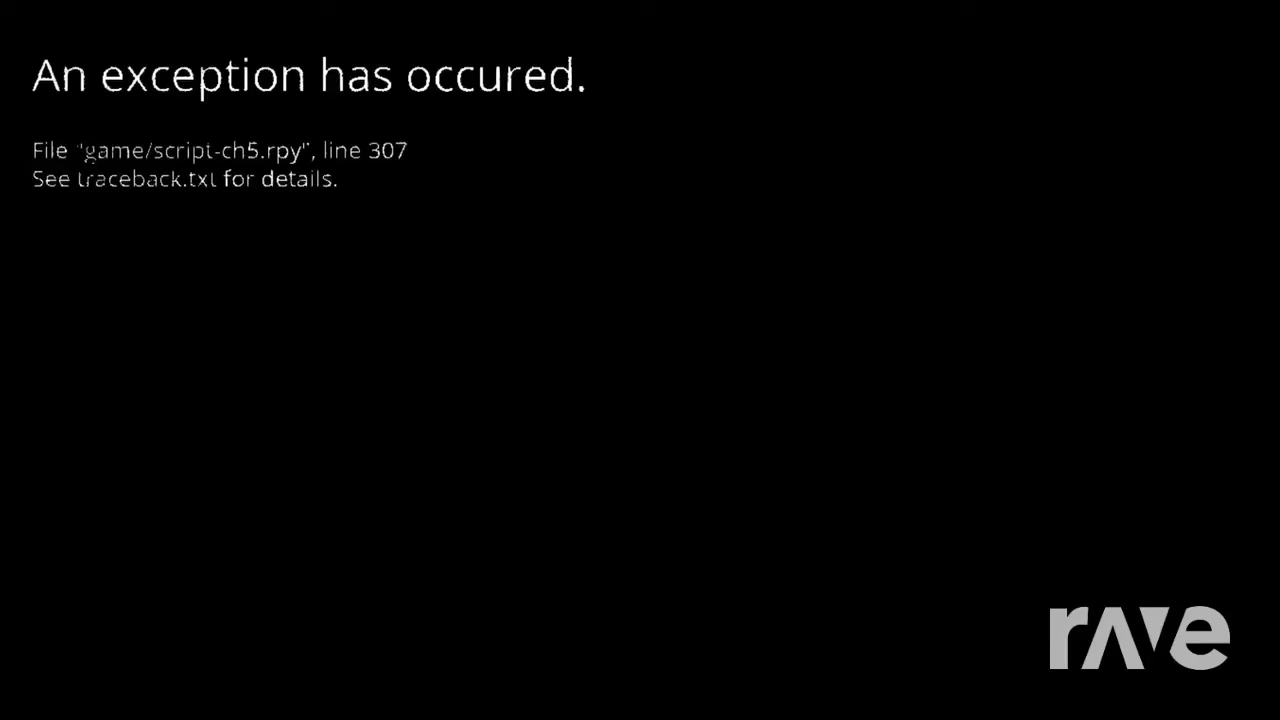 An exception has occured.
File "game/script-ch5.rpy", line 307
See traceback.txt for details.
rave